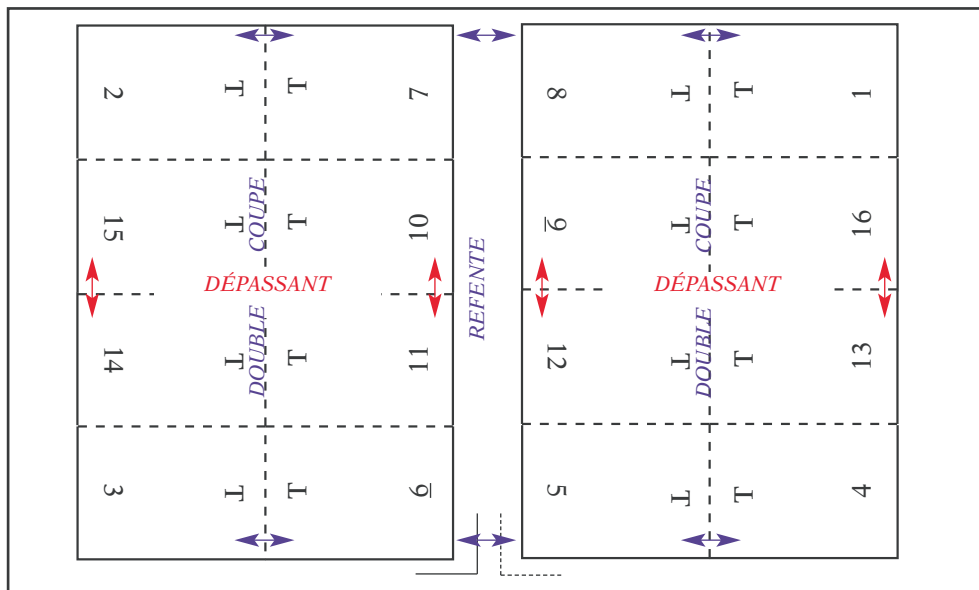 2 T T 7 8 T T 1
15 T T 10 9 T T 16
14 T T 11 12 T T 13
3 T T 6 5 T T 4
DOUBLE COUPE
DÉPASSANT
REFENTE
DOUBLE COUPE
DÉPASSANT